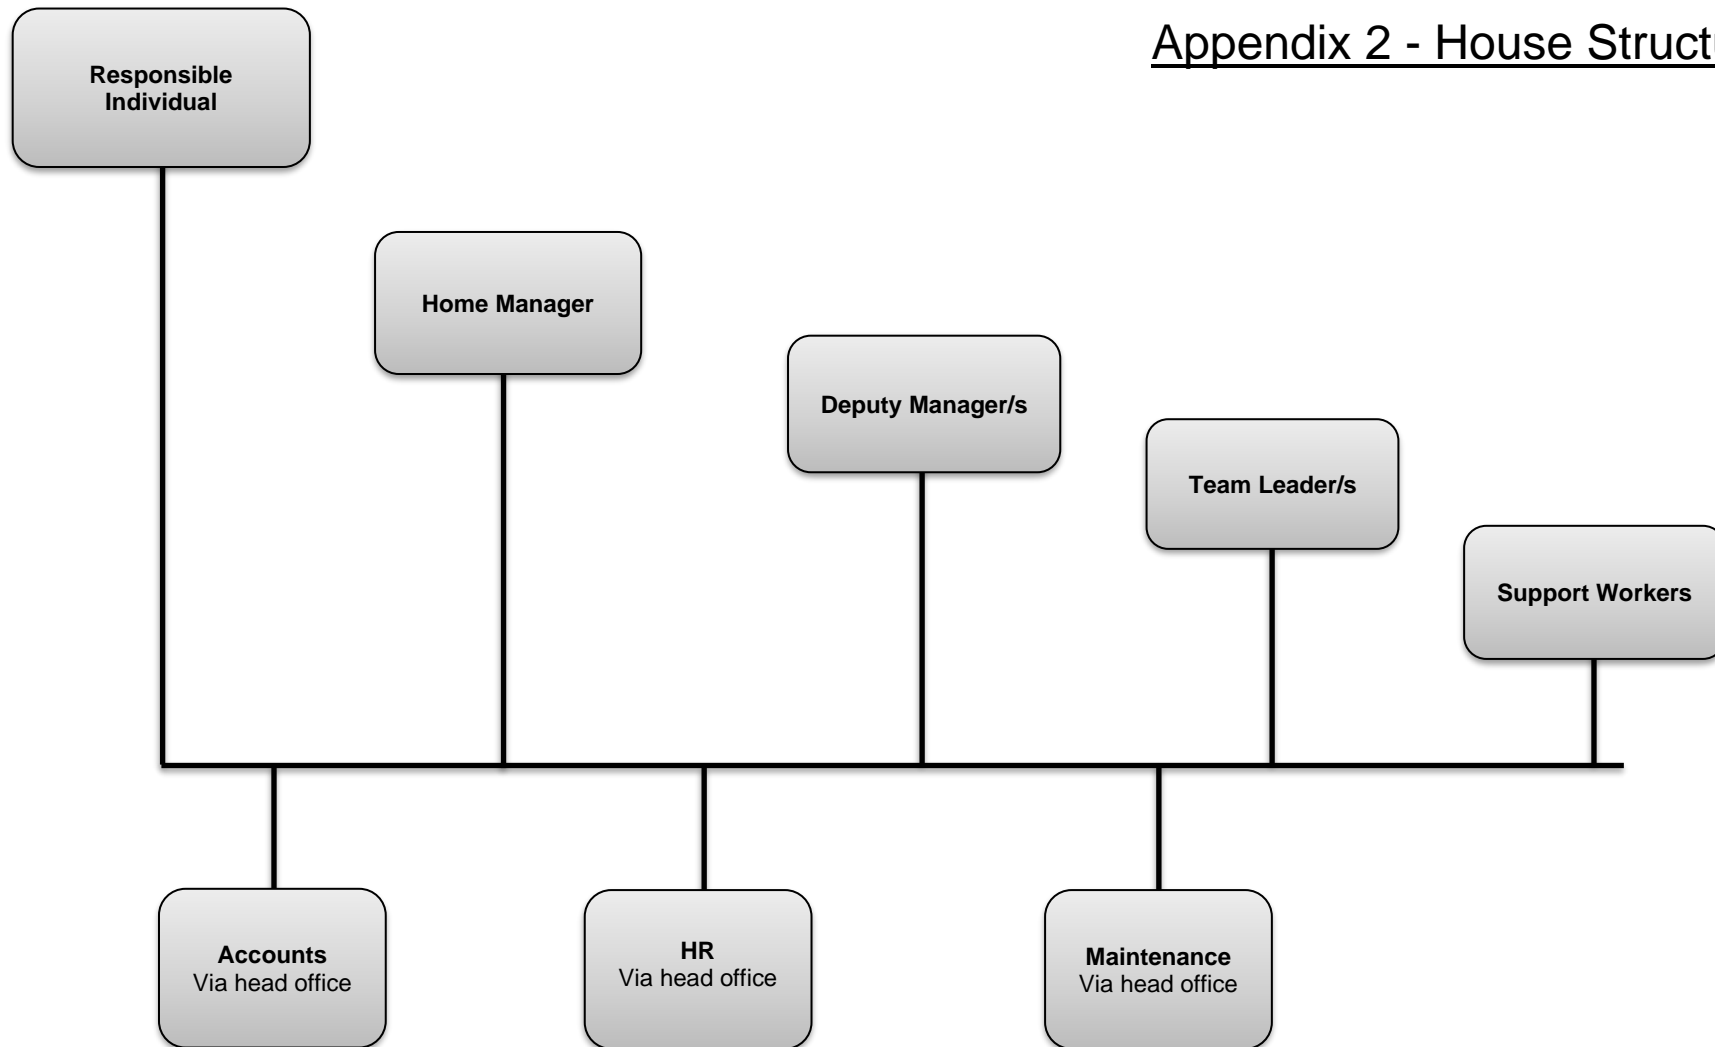 Appendix 2 - House Struct
Responsible
Individual
Home Manager
Deputy Manager/s
Team Leader/s
Support Workers
Accounts
Via head office
HR
Via head office
Maintenance
Via head office